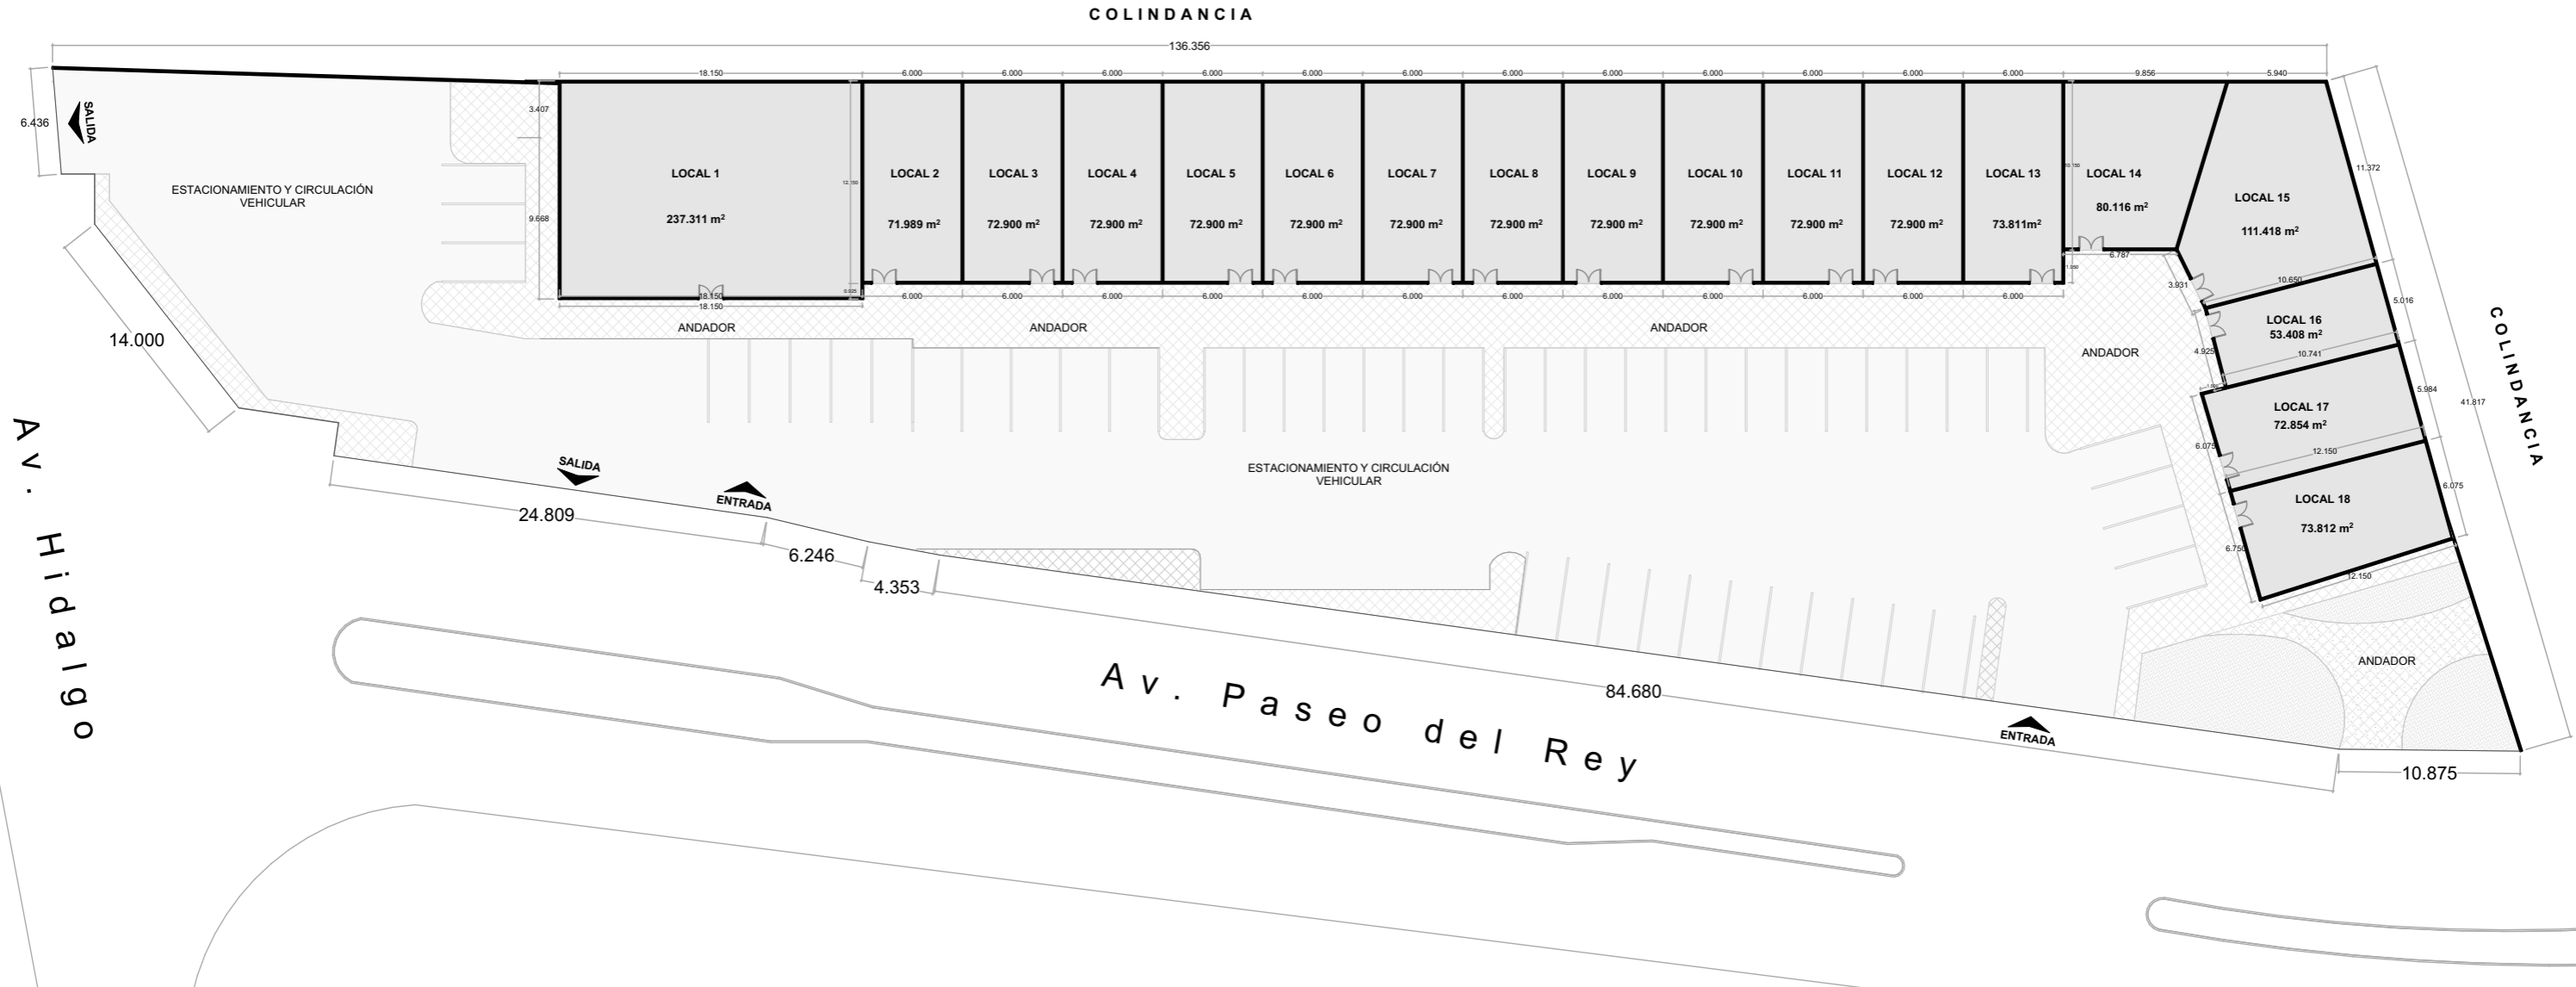 COLINDANCIA
136.356
18.150
6.000
6.000
6.000
6.000
6.000
6.000
6.000
6.000
6.000
6.000
6.000
6.000
9.856
5.940
6.436
SALIDA
ESTACIONAMIENTO Y CIRCULACIÓN
VEHICULAR
3.407
9.668
LOCAL 1
237.311 m²
12.150
LOCAL 2
71.989 m²
LOCAL 3
72.900 m²
LOCAL 4
72.900 m²
LOCAL 5
72.900 m²
LOCAL 6
72.900 m²
LOCAL 7
72.900 m²
LOCAL 8
72.900 m²
LOCAL 9
72.900 m²
LOCAL 10
72.900 m²
LOCAL 11
72.900 m²
LOCAL 12
72.900 m²
LOCAL 13
73.811m²
LOCAL 14
80.116 m²
LOCAL 15
111.418 m²
11.372
6.787
18.150
18.150
6.000
6.000
6.000
6.000
6.000
6.000
6.000
6.000
6.000
6.000
6.000
6.000
3.931
10.650
5.016
LOCAL 16
53.408 m²
4.925
10.741
5.984
41.817
COLINDANCIA
LOCAL 17
72.854 m²
6.075
12.150
6.075
LOCAL 18
73.812 m²
6.750
12.150
ANDADOR
ANDADOR
ANDADOR
ANDADOR
ANDADOR
14.000
Av. Hidalgo
SALIDA
ENTRADA
ESTACIONAMIENTO Y CIRCULACIÓN
VEHICULAR
24.809
6.246
4.353
84.680
Av. Paseo del Rey
ENTRADA
10.875